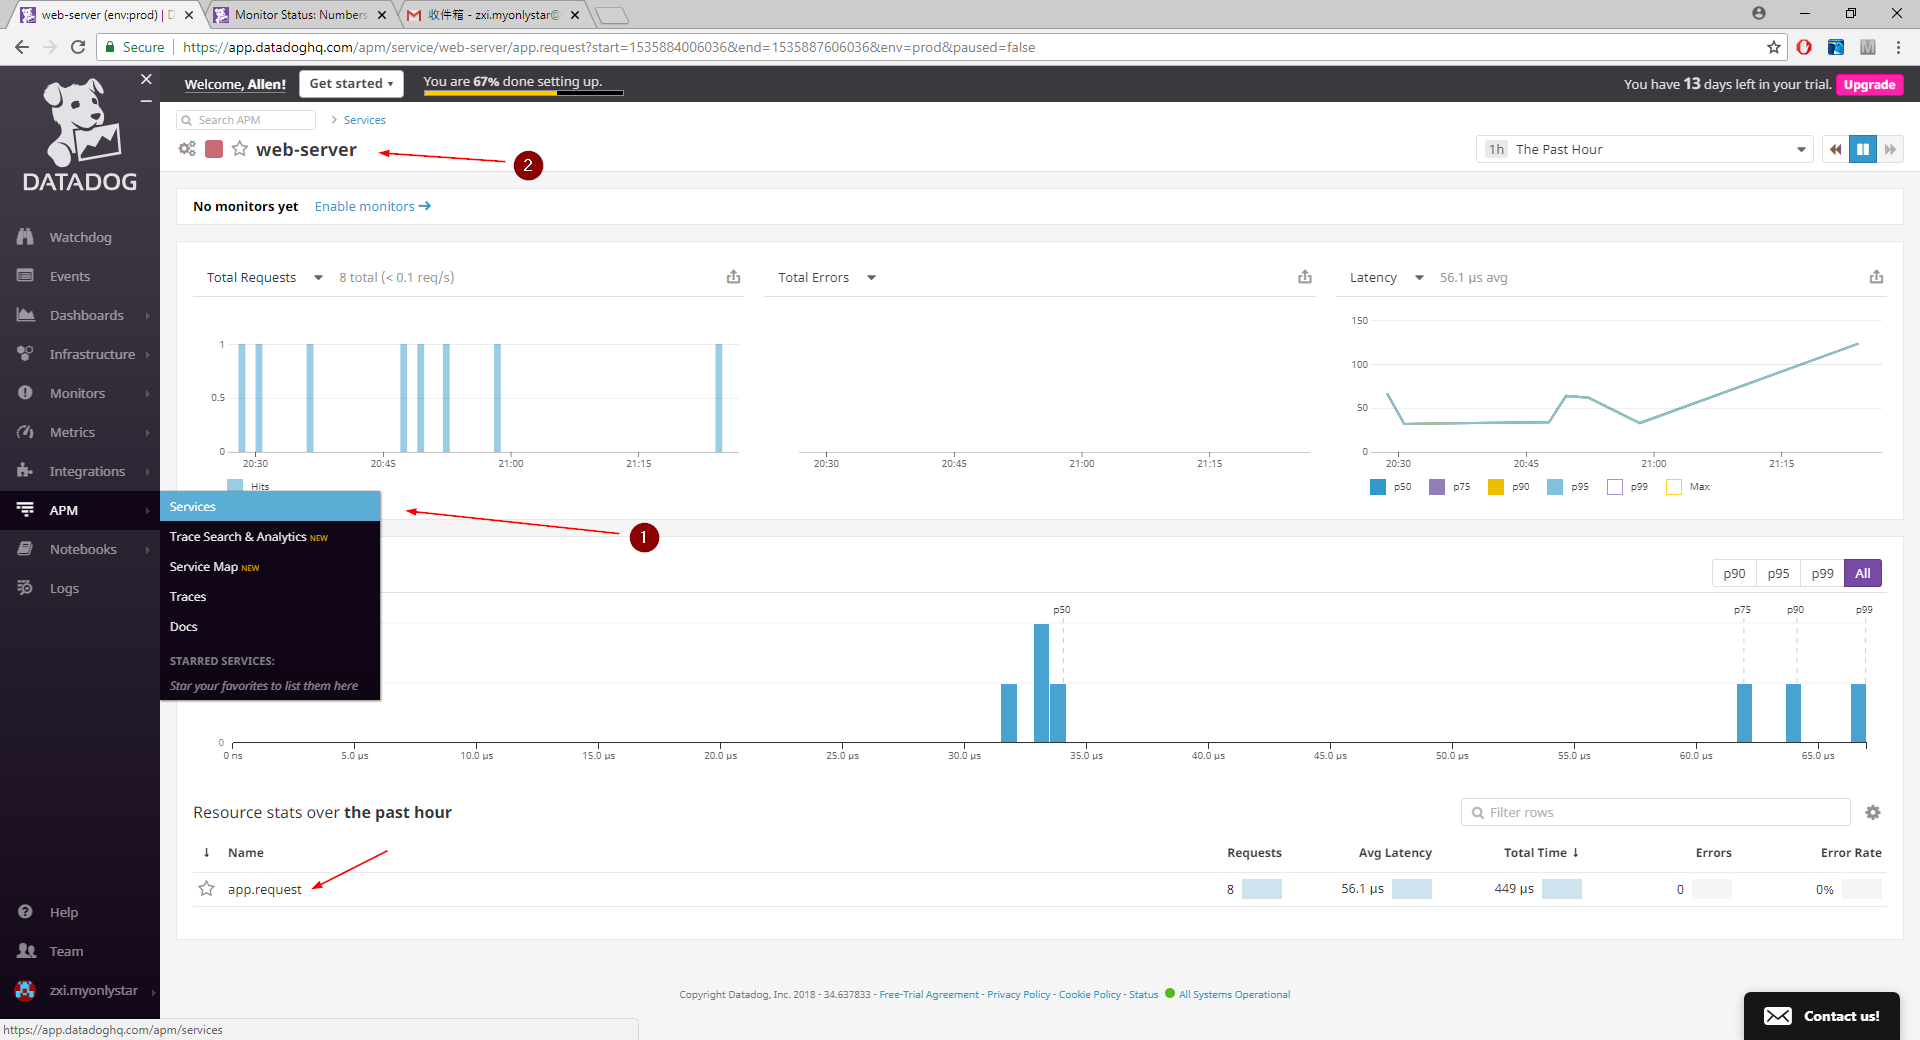 web-server (env:prod) | D
Monitor Status: Numbers
收件箱 - zxi.myonlystar@
Secure
https://app.datadoghq.com/apm/service/web-server/app.request?start=1535884006036&end=1535887606036&env=prod&paused=false
Welcome, Allen!
Get started
You are 67% done setting up.
You have 13 days left in your trial.
Upgrade
DATADOG
Watchdog
Events
Dashboards
Infrastructure
Monitors
Metrics
Integrations
APM
Notebooks
Logs
Help
Team
zxi.myonlystar
Search APM
Services
web-server
2
1h
The Past Hour
No monitors yet
Enable monitors
Total Requests
8 total (< 0.1 req/s)
1
0.5
0
20:30
20:45
21:00
21:15
Hits
Total Errors
20:30
20:45
21:00
21:15
Latency
56.1 µs avg
150
100
50
0
20:30
20:45
21:00
21:15
p50
p75
p90
p95
p99
Max
Services
1
Trace Search & Analytics NEW
Service Map NEW
Traces
Docs
STARRED SERVICES:
Star your favorites to list them here
p90
p95
p99
All
p50
p75
p90
p99
0
0 ns
5.0 µs
10.0 µs
15.0 µs
20.0 µs
25.0 µs
30.0 µs
35.0 µs
40.0 µs
45.0 µs
50.0 µs
55.0 µs
60.0 µs
65.0 µs
Resource stats over the past hour
Filter rows
Name
Requests
Avg Latency
Total Time
Errors
Error Rate
app.request
8
56.1 µs
449 µs
0
0%
Copyright Datadog, Inc. 2018 - 34.637833 - Free-Trial Agreement - Privacy Policy - Cookie Policy - Status All Systems Operational
Contact us!
https://app.datadoghq.com/apm/services